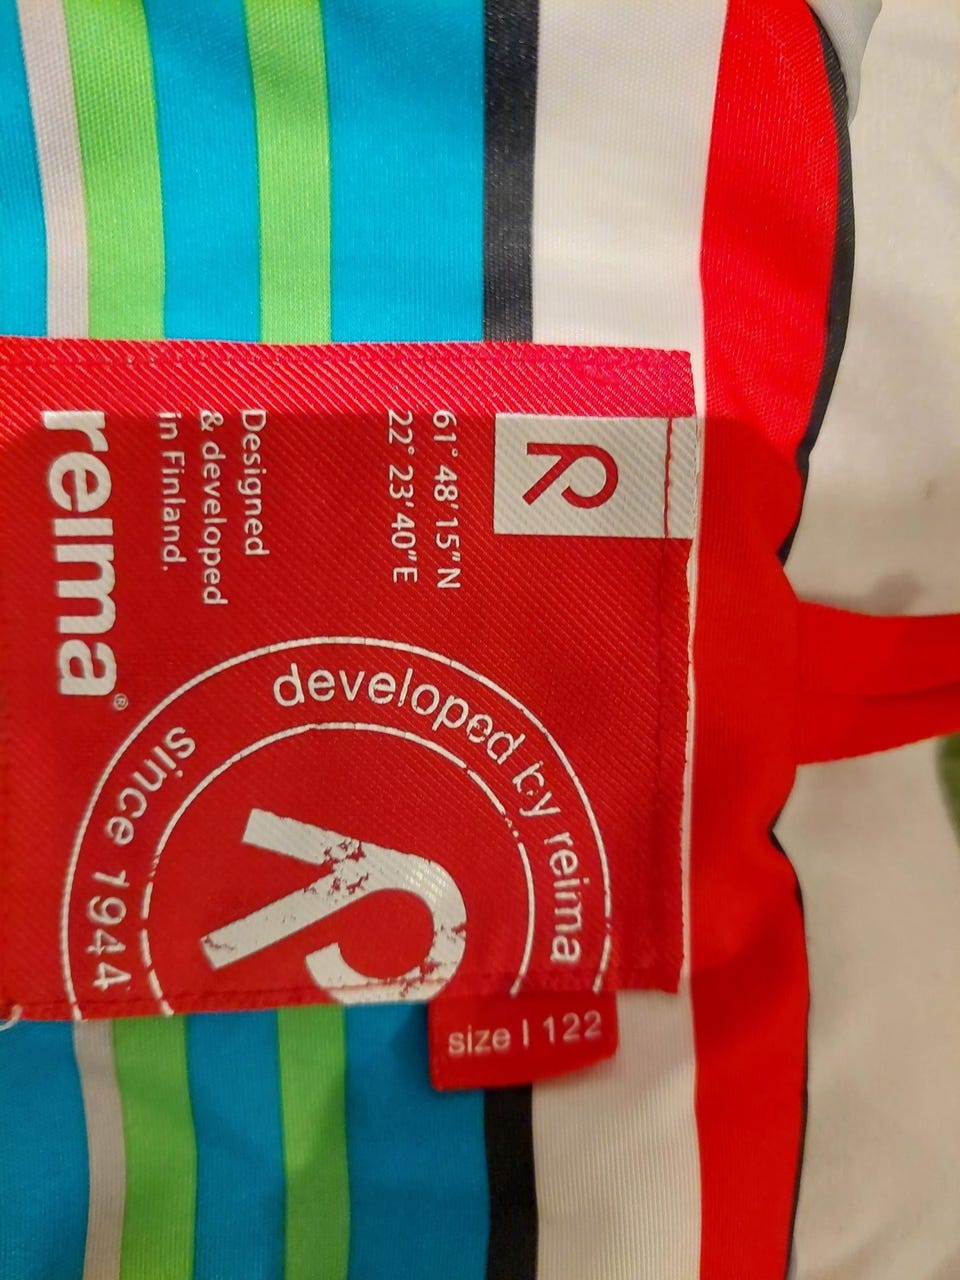 61° 48' 15" N
22° 23' 40" E
Designed
& developed
in Finland.
reima®
developed by reima
since 1944
size | 122